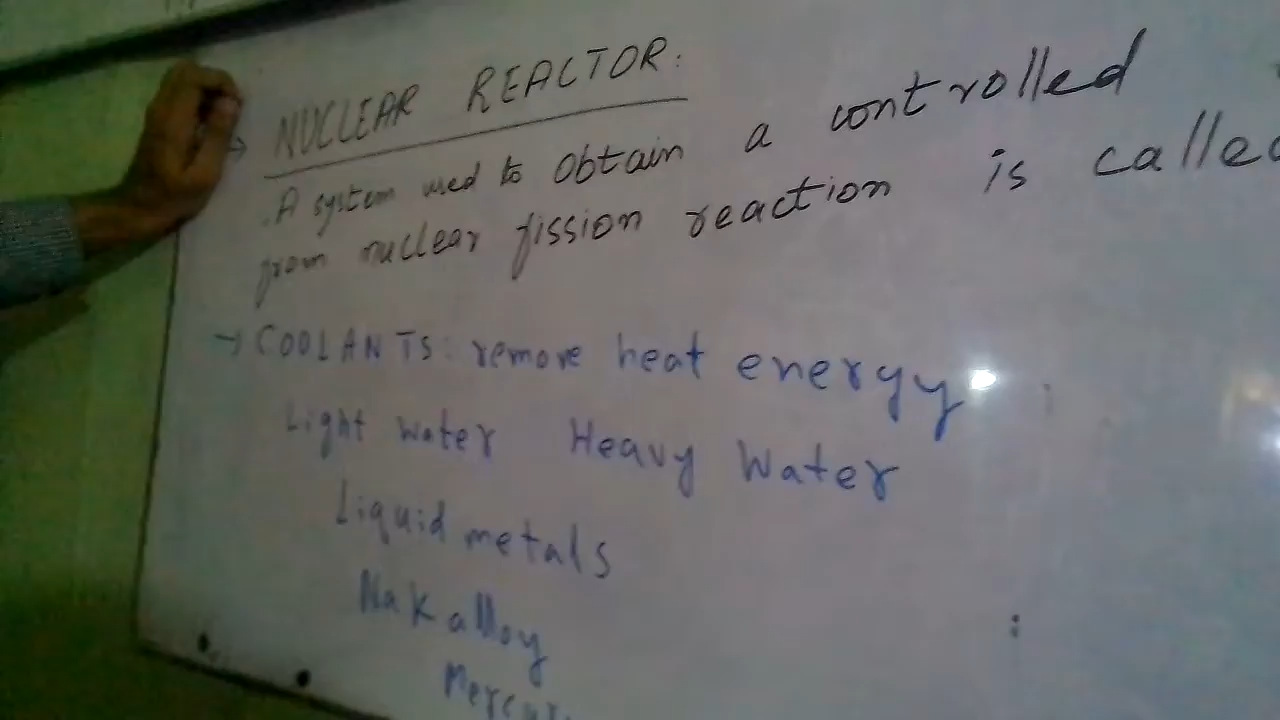 → NUCLEAR REACTOR:
A system used to obtain a controlled
from nuclear fission reaction is called
→ COOLANTS: remove heat energy
Light water Heavy Water
Liquid metals
Nak alloy